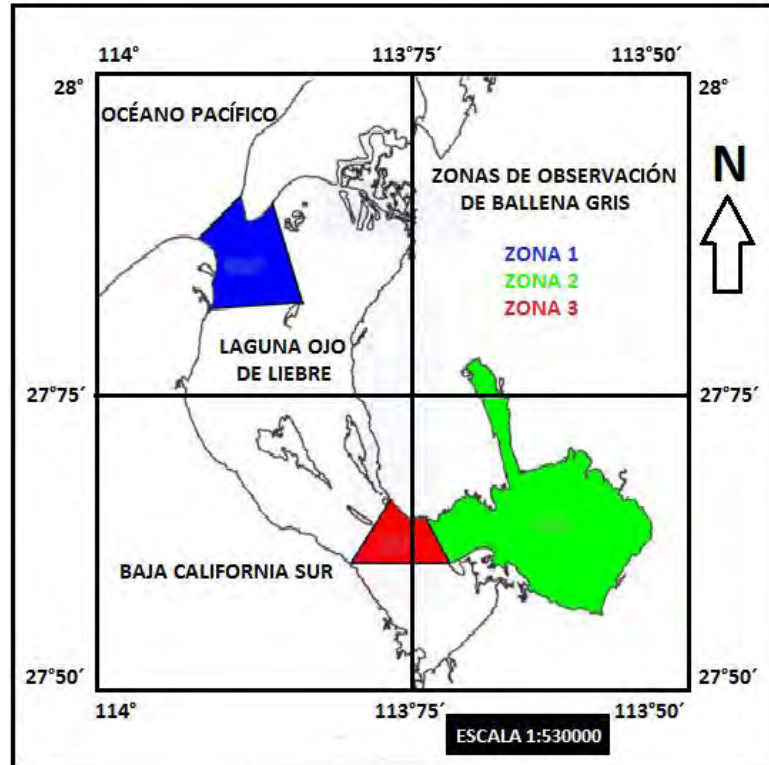 114° 113°75´ 113°50´
28° 28°
OCÉANO PACÍFICO
ZONAS DE OBSERVACIÓN
DE BALLENA GRIS
N
ZONA 1
ZONA 2
ZONA 3
LAGUNA OJO
DE LIEBRE
27°75´ 27°75´
BAJA CALIFORNIA SUR
27°50´ 27°50´
114° 113°75´ 113°50´
ESCALA 1:530000